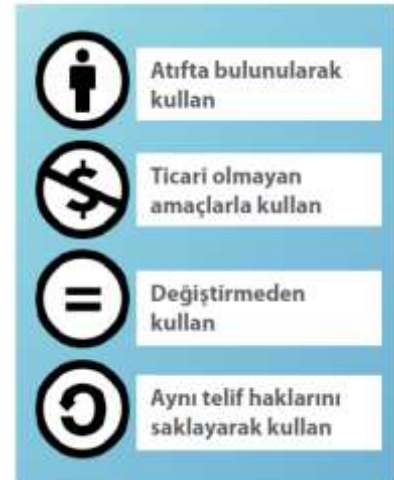 Atıfta bulunularak
kullan
Ticari olmayan
amaçlarla kullan
Değiştirmeden
kullan
Aynı telif haklarını
saklayarak kullan